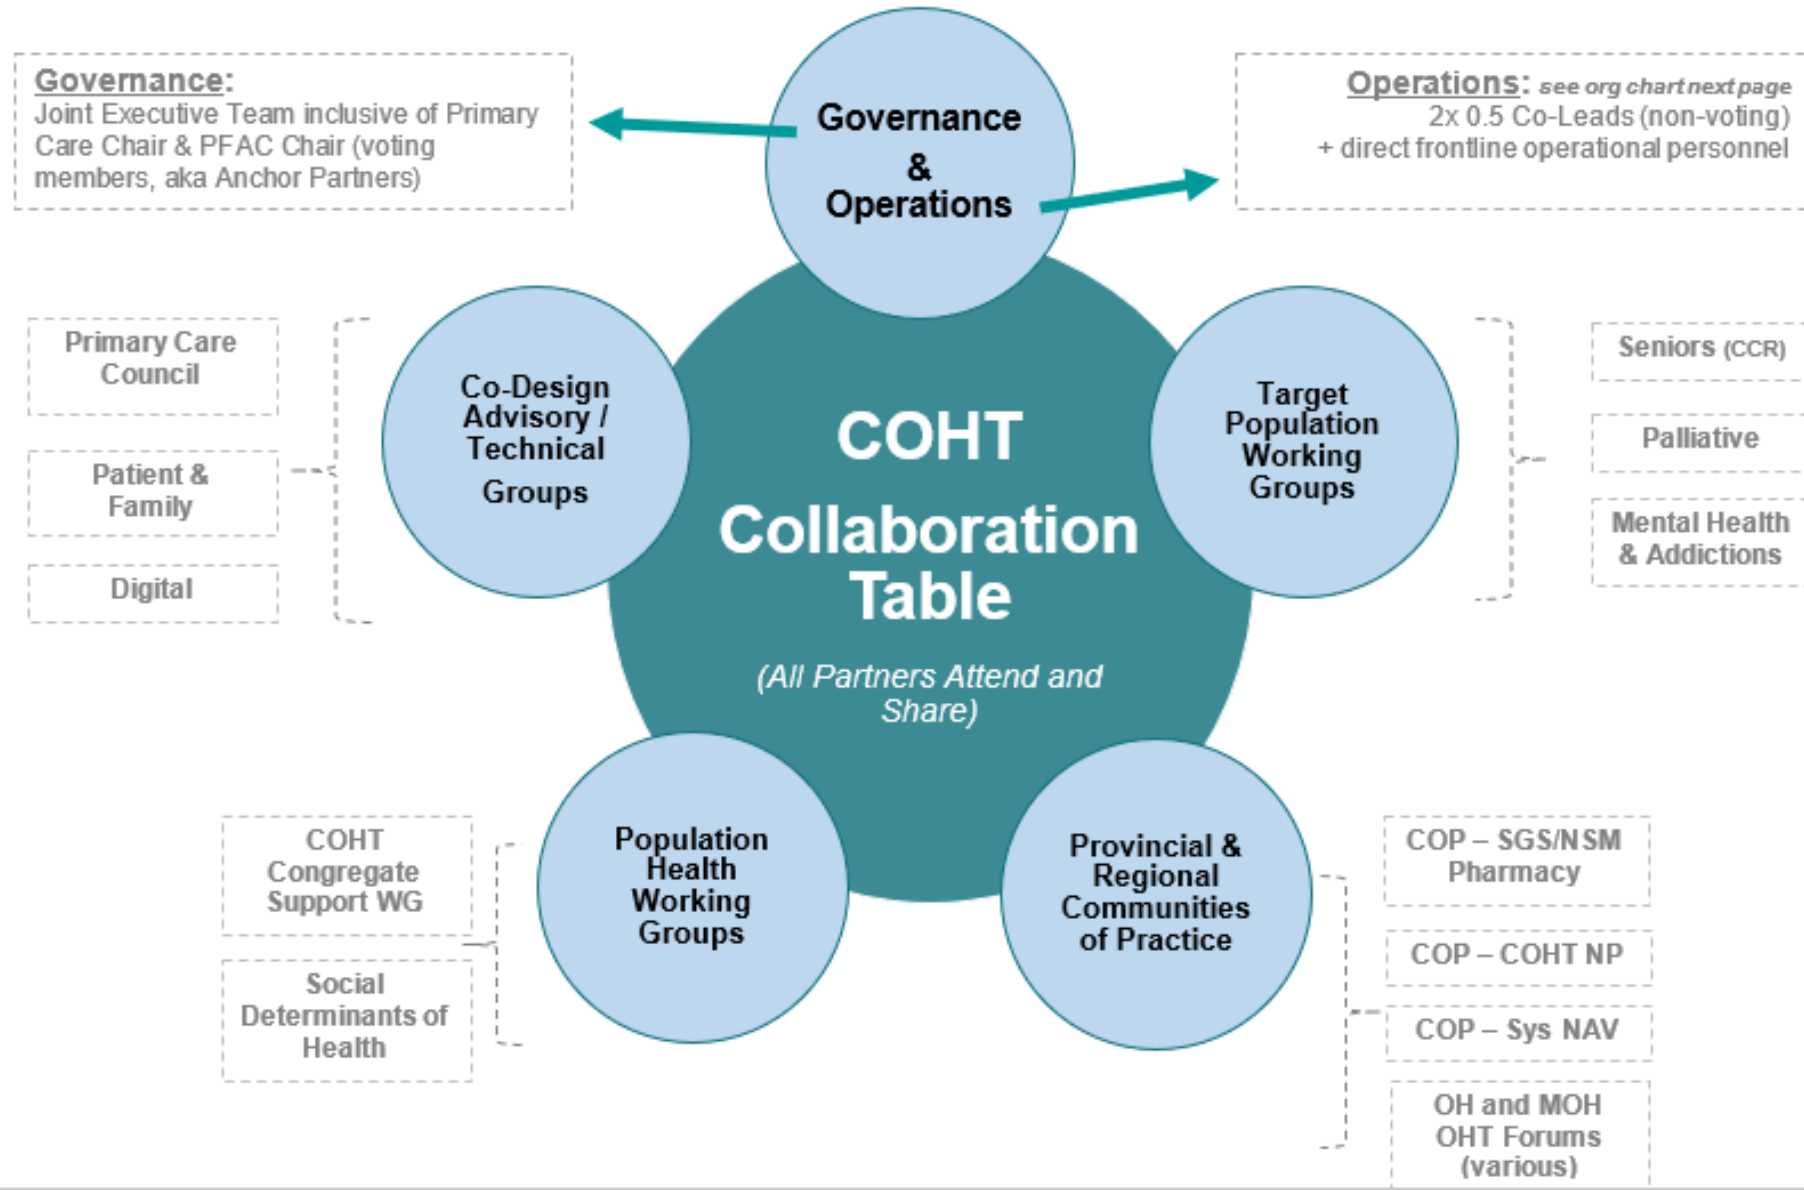 Governance:
Joint Executive Team inclusive of Primary
Care Chair & PFAC Chair (voting
members, aka Anchor Partners)
Governance
&
Operations
Operations: see org chart next page
2x 0.5 Co-Leads (non-voting)
+ direct frontline operational personnel
Primary Care
Council
Patient &
Family
Digital
Co-Design
Advisory /
Technical
Groups
COHT
Collaboration
Table
(All Partners Attend and
Share)
Target
Population
Working
Groups
Seniors (CCR)
Palliative
Mental Health
& Addictions
COHT
Congregate
Support WG
Social
Determinants of
Health
Population
Health
Working
Groups
Provincial &
Regional
Communities
of Practice
COP – SGS/NSM
Pharmacy
COP – COHT NP
COP – Sys NAV
OH and MOH
OHT Forums
(various)